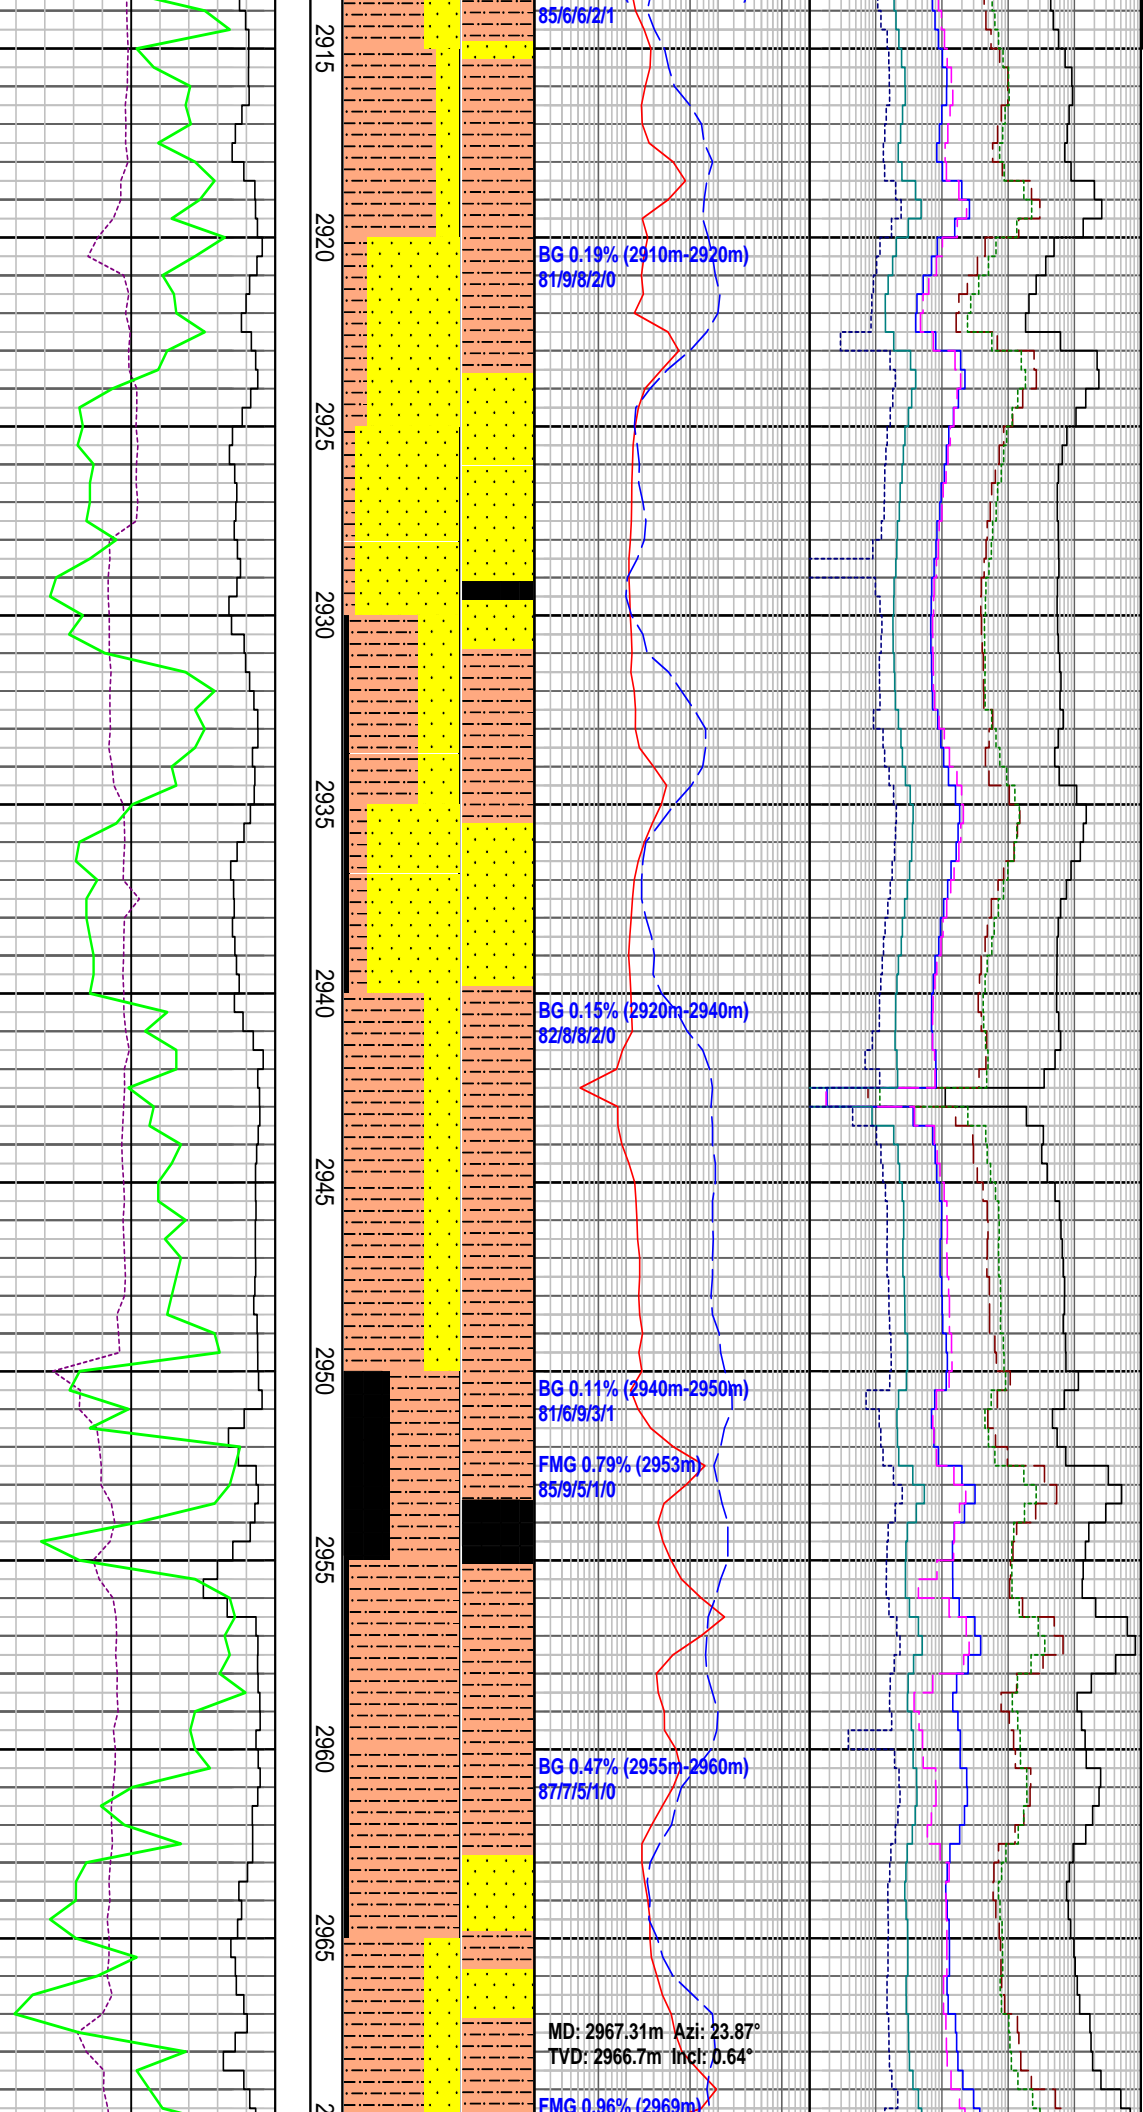 85/6/6/2/1
2915
2920
BG 0.19% (2910m-2920m)
81/9/8/2/0
2925
2930
2935
2940
BG 0.15% (2920m-2940m)
82/8/8/2/0
2945
2950
BG 0.11% (2940m-2950m)
81/6/9/3/1
FMG 0.79% (2953m)
85/9/5/1/0
2955
2960
BG 0.47% (2955m-2960m)
87/7/5/1/0
2965
MD: 2967.31m Azi: 23.87°
TVD: 2966.7m Incl: 0.64°
FMG 0.96% (2969m)
2